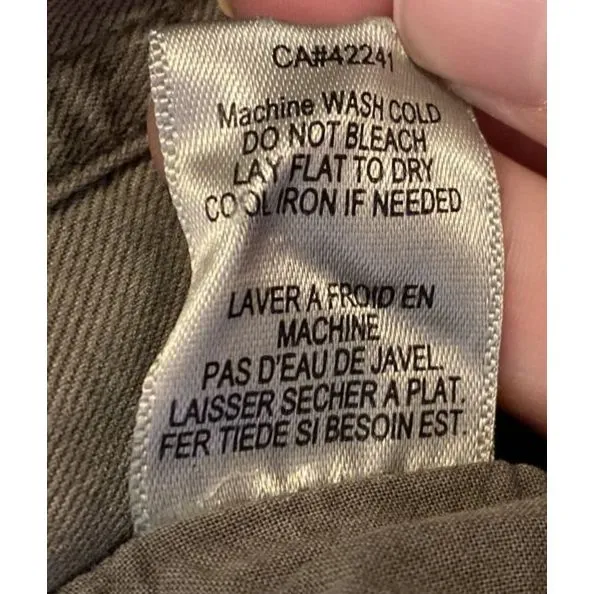 CA#42241
Machine WASH COLD
DO NOT BLEACH
LAY FLAT TO DRY
COOL IRON IF NEEDED
LAVER A FROID EN
MACHINE
PAS D'EAU DE JAVEL.
LAISSER SECHER A PLAT.
FER TIEDE SI BESOIN EST.